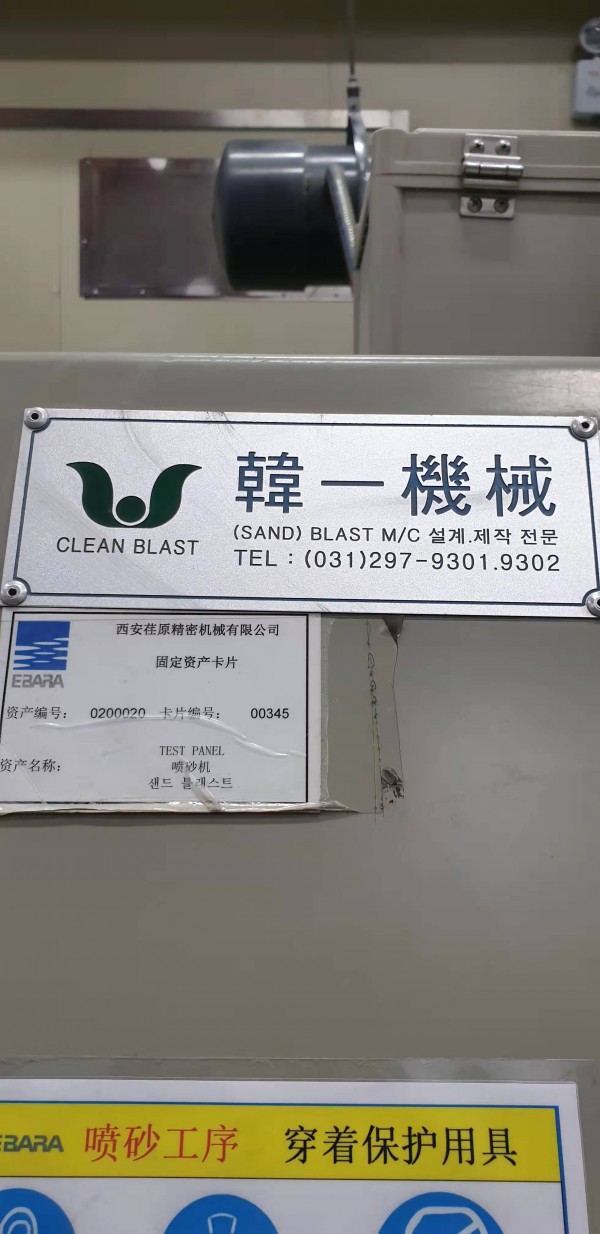 韓一機械
CLEAN BLAST
(SAND) BLAST M/C 설계.제작 전문
TEL : (031)297-9301.9302
西安荏原精密机械有限公司
EBARA
固定资产卡片
资产编号: 0200020 卡片编号: 00345
TEST PANEL
资产名称: 喷砂机
샌드 블래스트
EBARA 喷砂工序 穿着保护用具